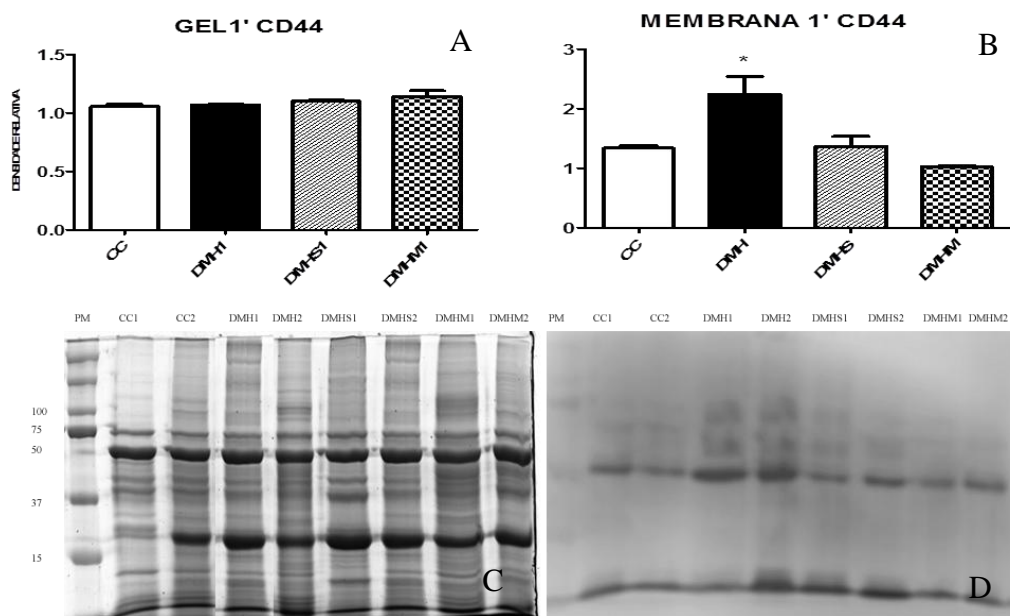 GEL1' CD44
A
DENSIDADE RELATIVA
1.5
1.0
0.5
0.0
CC
DMH1
DMHS1
DMHM1
MEMBRANA 1' CD44
B
*
3
2
1
0
CC
DMH
DMHS
DMHM
PM CC1 CC2 DMH1 DMH2 DMHS1 DMHS2 DMHM1 DMHM2
100
75
50
37
15
C
PM CC1 CC2 DMH1 DMH2 DMHS1 DMHS2 DMHM1 DMHM2
D